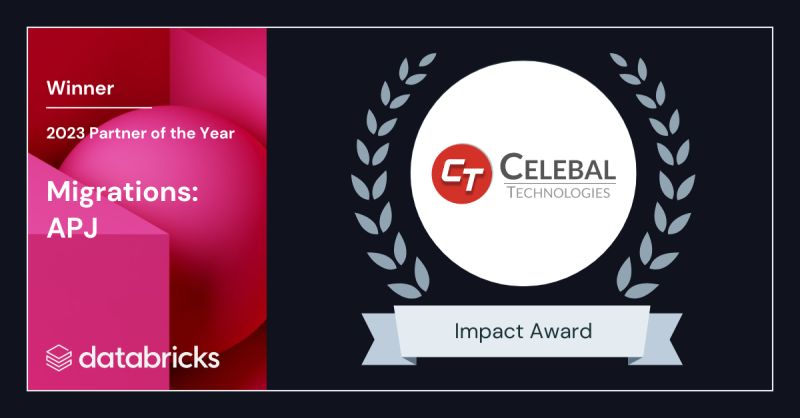 Winner
2023 Partner of the Year
Migrations:
APJ
databricks
CT
CELEBAL
TECHNOLOGIES
Impact Award